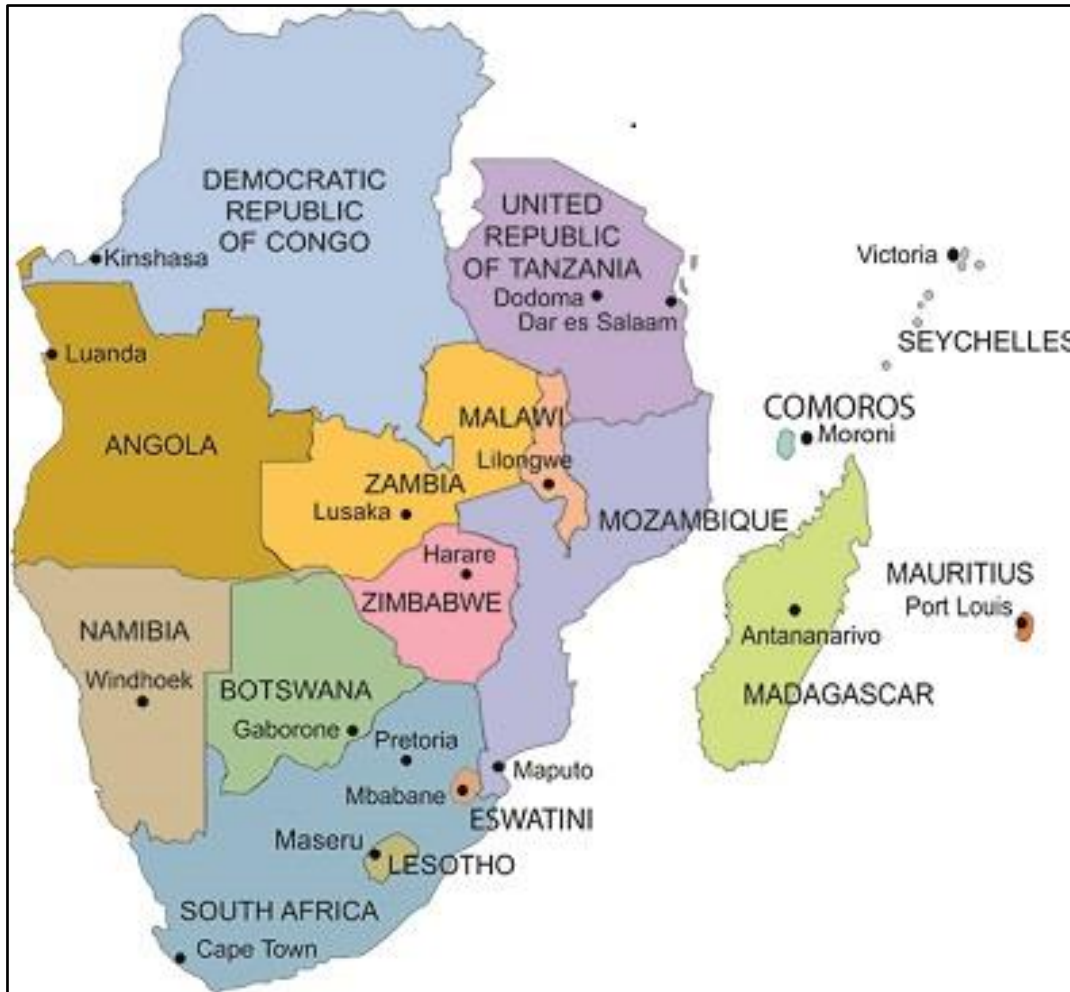 DEMOCRATIC
REPUBLIC
OF CONGO
Kinshasa
UNITED
REPUBLIC
OF TANZANIA
Dodoma
Dar es Salaam
Victoria
SEYCHELLES
Luanda
ANGOLA
MALAWI
Lilongwe
COMOROS
Moroni
ZAMBIA
Lusaka
MOZAMBIQUE
Harare
ZIMBABWE
MAURITIUS
Port Louis
NAMIBIA
Windhoek
Antananarivo
MADAGASCAR
BOTSWANA
Gaborone
Pretoria
Maputo
Mbabane
ESWATINI
Maseru
LESOTHO
SOUTH AFRICA
Cape Town